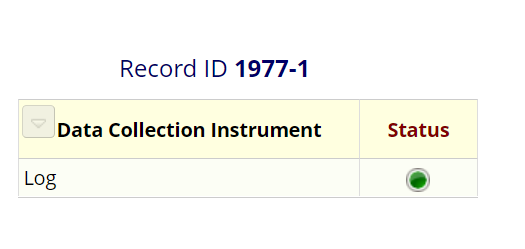 Record ID 1977-1
Data Collection Instrument Status
Log